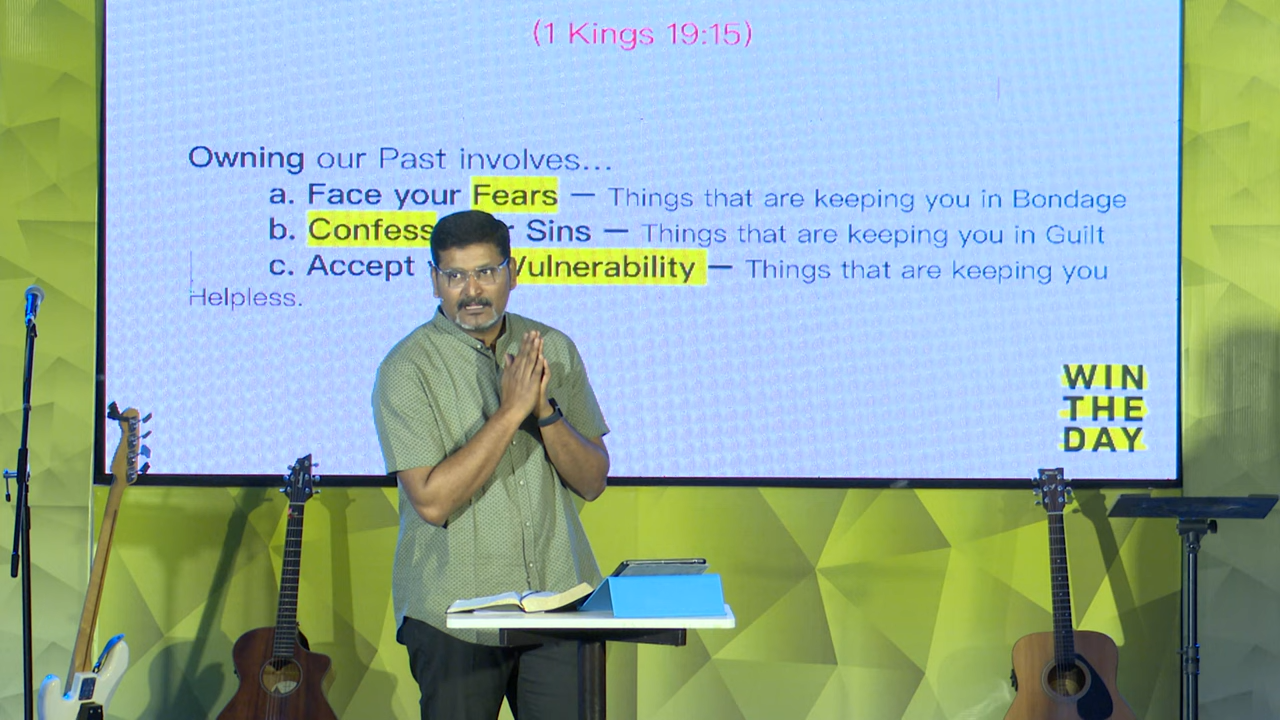 (1 Kings 19:15)
Owning our Past involves...
a. Face your Fears — Things that are keeping you in Bondage
b. Confess Sins — Things that are keeping you in Guilt
c. Accept Vulnerability — Things that are keeping you
Helpless.
WIN
THE
DAY